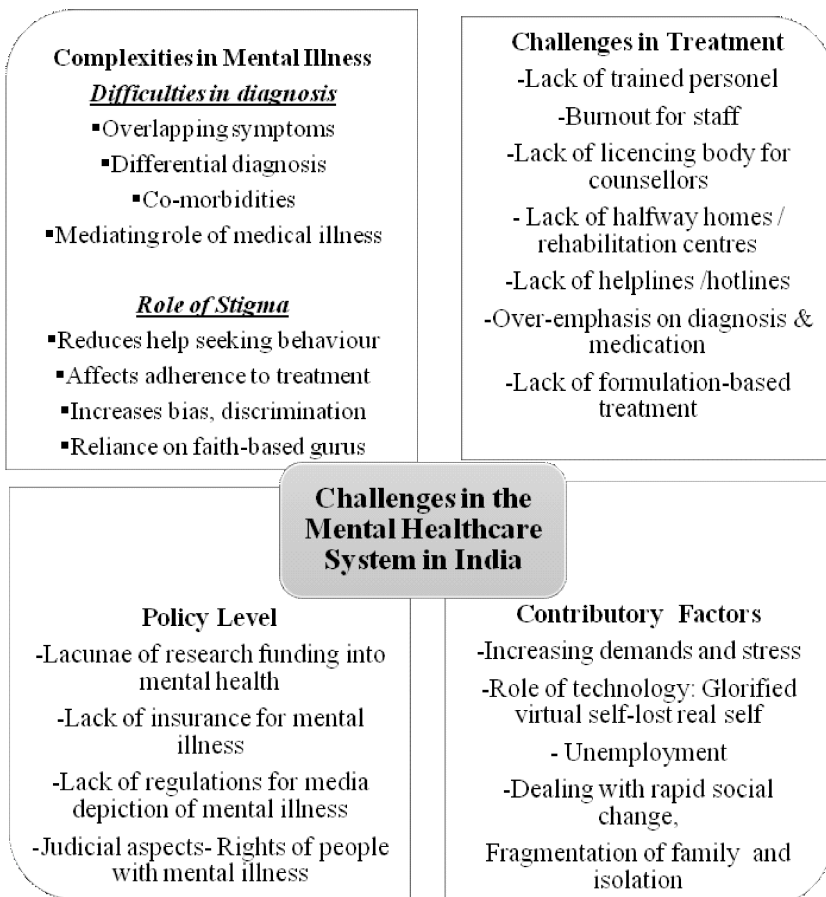 Complexities in Mental Illness
Difficulties in diagnosis
▪Overlapping symptoms
▪Differential diagnosis
▪Co-morbidities
▪Mediating role of medical illness
Role of Stigma
▪Reduces help seeking behaviour
▪Affects adherence to treatment
▪Increases bias, discrimination
▪Reliance on faith-based gurus
Challenges in Treatment
-Lack of trained personel
-Burnout for staff
-Lack of licencing body for
counsellors
- Lack of halfway homes /
rehabilitation centres
-Lack of helplines /hotlines
-Over-emphasis on diagnosis &
medication
-Lack of formulation-based
treatment
Challenges in the
Mental Healthcare
System in India
Policy Level
-Lacunae of research funding into
mental health
-Lack of insurance for mental
illness
-Lack of regulations for media
depiction of mental illness
-Judicial aspects- Rights of people
with mental illness
Contributory Factors
-Increasing demands and stress
-Role of technology: Glorified
virtual self-lost real self
- Unemployment
-Dealing with rapid social
change,
Fragmentation of family and
isolation